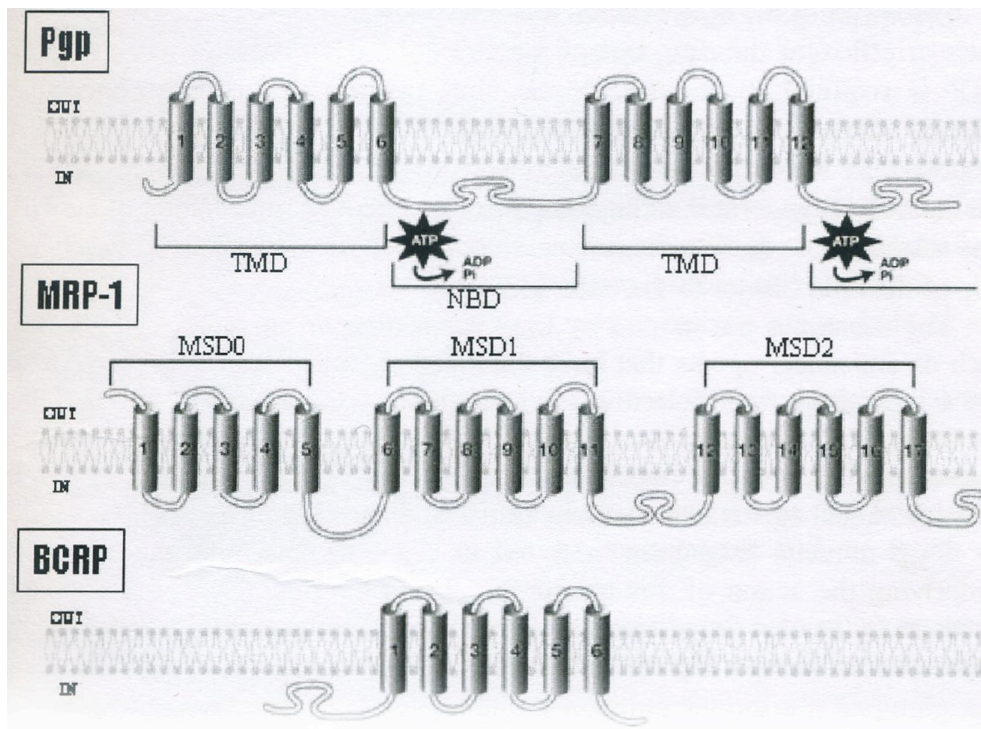 Pgp
OUT
1 2 3 4 5 6 7 8 9 10 11 12
IN
ATP ATP
TMD ADP TMD ADP
Pi Pi
NBD
MRP-1
MSD0 MSD1 MSD2
OUT
1 2 3 4 5 6 7 8 9 10 11 12 13 14 15 16 17
IN
BCRP
OUT
1 2 3 4 5 6
IN